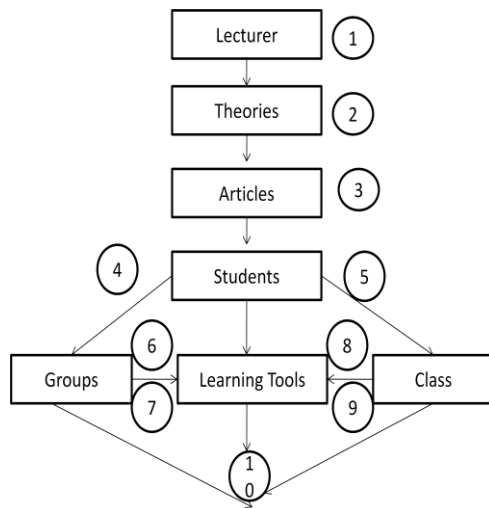 Lecturer
1
Theories
2
Articles
3
4
Students
5
6
8
Groups
Learning Tools
Class
7
9
1
0